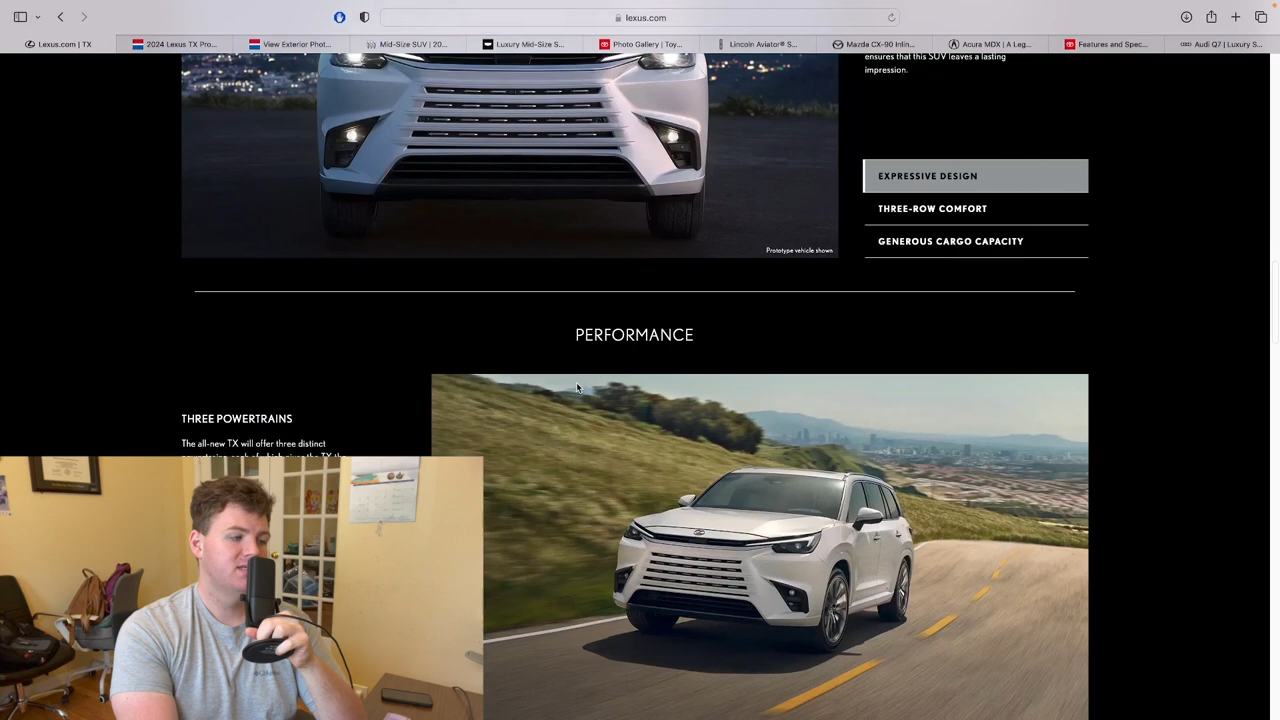 lexus.com
Lexus.com | TX
2024 Lexus TX Pro...
View Exterior Phot...
Mid-Size SUV | 20...
Luxury Mid-Size S...
Photo Gallery | Toy...
Lincoln Aviator® S...
Mazda CX-90 Inlin...
Acura MDX | A Leg...
Features and Spec...
Audi Q7 | Luxury S...
ensures that this SUV leaves a lasting
impression.
EXPRESSIVE DESIGN
THREE-ROW COMFORT
GENEROUS CARGO CAPACITY
Prototype vehicle shown
PERFORMANCE
THREE POWERTRAINS
The all-new TX will offer three distinct